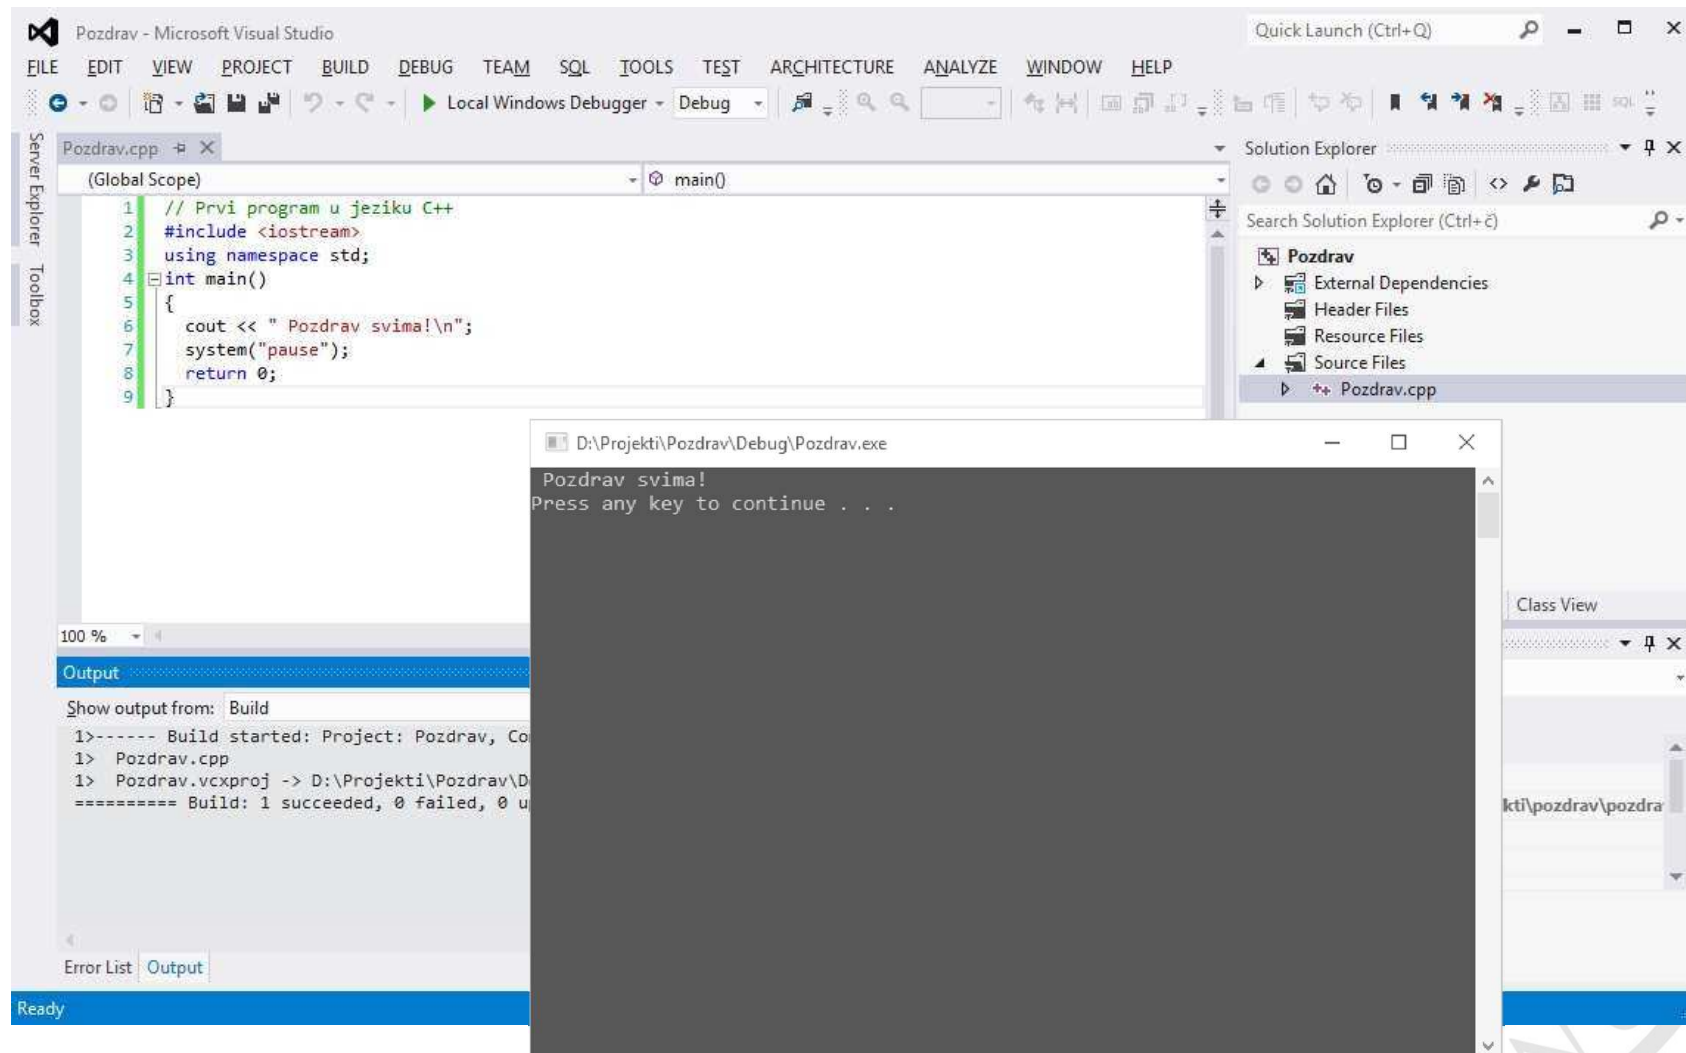 Pozdrav - Microsoft Visual Studio
Quick Launch (Ctrl+Q)
FILE EDIT VIEW PROJECT BUILD DEBUG TEAM SQL TOOLS TEST ARCHITECTURE ANALYZE WINDOW HELP
Local Windows Debugger Debug
Server Explorer
Toolbox
Pozdrav.cpp
(Global Scope) main()
1 // Prvi program u jeziku C++
2 #include <iostream>
3 using namespace std;
4 int main()
5 {
6 cout << " Pozdrav svima!\n";
7 system("pause");
8 return 0;
9 }
Solution Explorer
Search Solution Explorer (Ctrl+č)
Pozdrav
External Dependencies
Header Files
Resource Files
Source Files
Pozdrav.cpp
D:\Projekti\Pozdrav\Debug\Pozdrav.exe
Pozdrav svima!
Press any key to continue . . .
Class View
100 %
Output
Show output from: Build
1>------ Build started: Project: Pozdrav, Co
1> Pozdrav.cpp
1> Pozdrav.vcxproj -> D:\Projekti\Pozdrav\D
========== Build: 1 succeeded, 0 failed, 0 u
kti\pozdrav\pozdra
Error List Output
Ready